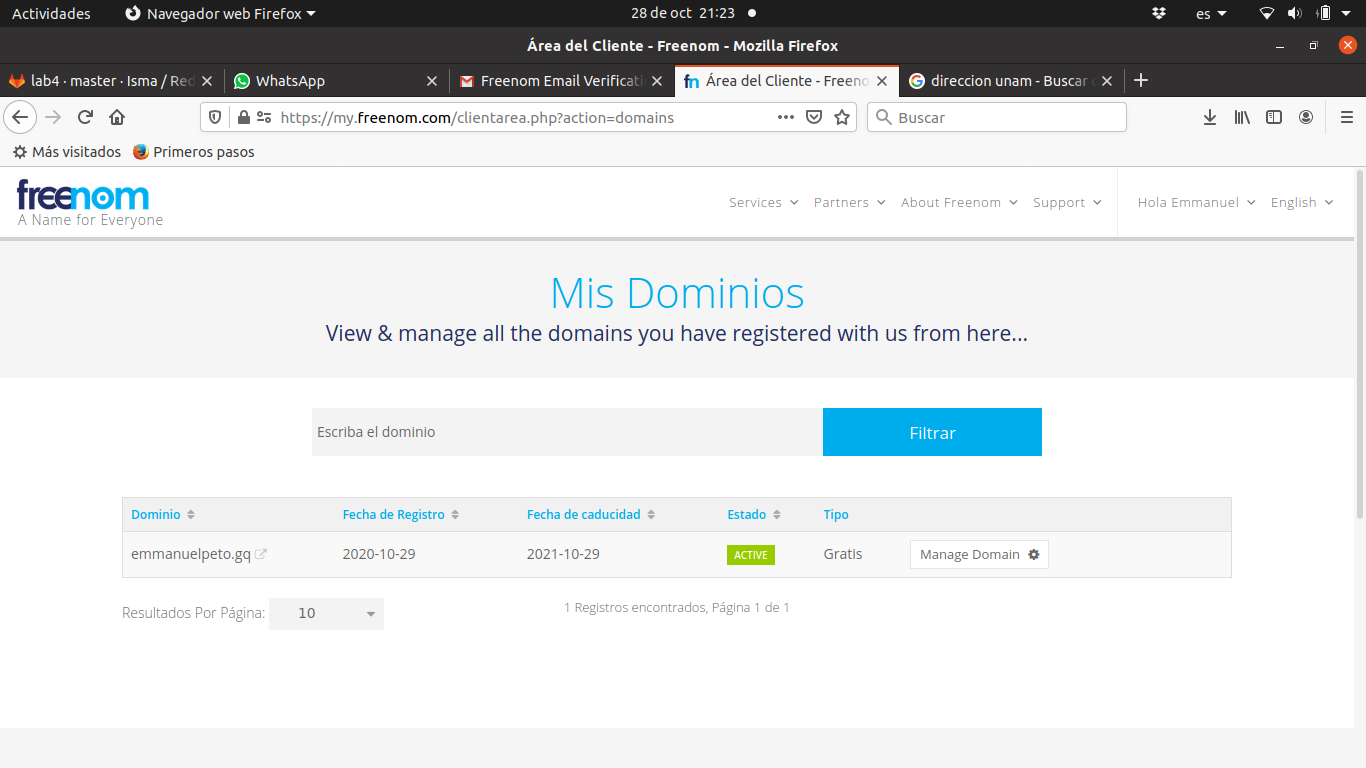 Actividades Navegador web Firefox 28 de oct 21:23 es
Área del Cliente - Freenom - Mozilla Firefox
lab4 · master · Isma / Red WhatsApp Freenom Email Verificati Área del Cliente - Freeno direccion unam - Buscar
https://my.freenom.com/clientarea.php?action=domains Buscar
Más visitados Primeros pasos
freenom
A Name for Everyone
Services Partners About Freenom Support Hola Emmanuel English
Mis Dominios
View & manage all the domains you have registered with us from here...
Escriba el dominio Filtrar
Dominio Fecha de Registro Fecha de caducidad Estado Tipo
emmanuelpeto.gq 2020-10-29 2021-10-29 ACTIVE Gratis Manage Domain
Resultados Por Página: 10 1 Registros encontrados, Página 1 de 1